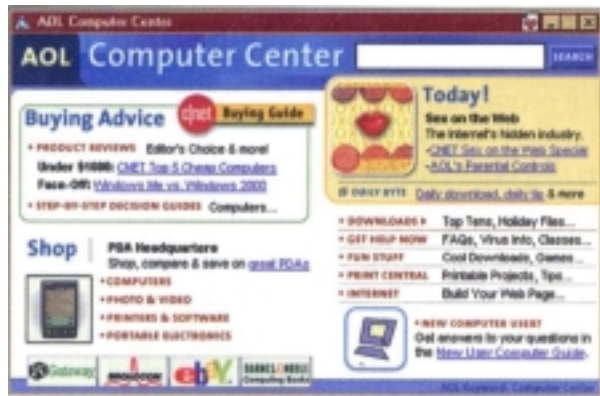 AOL Computer Center
AOL Computer Center
SEARCH
Buying Advice
c|net Buying Guide
• PRODUCT REVIEWS Editor's Choice & more!
Under $1000: CNET Top 5 Cheap Computers
Face-Off: Windows Me vs. Windows 2000
• STEP-BY-STEP DECISION GUIDES Computers...
Today!
Sex on the Web
The Internet's hidden industry.
-CNET Sex on the Web Special
-AOL's Parental Controls
DAILY BYTE Daily download, daily tip & more
Shop
PDA Headquarters
Shop, compare & save on great PDAs
• COMPUTERS
• PHOTO & VIDEO
• PRINTERS & SOFTWARE
• PORTABLE ELECTRONICS
• DOWNLOADS ▸ Top Tens, Holiday Files...
• GET HELP NOW FAQs, Virus Info, Classes...
• FUN STUFF Cool Downloads, Games...
• PRINT CENTRAL Printable Projects, Tips...
• INTERNET Build Your Web Page...
• NEW COMPUTER USER?
Get answers to your questions in
the New User Computer Guide.
Gateway
ebY
BARNES & NOBLE
Computing Books
AOL Keyword: Computer Center